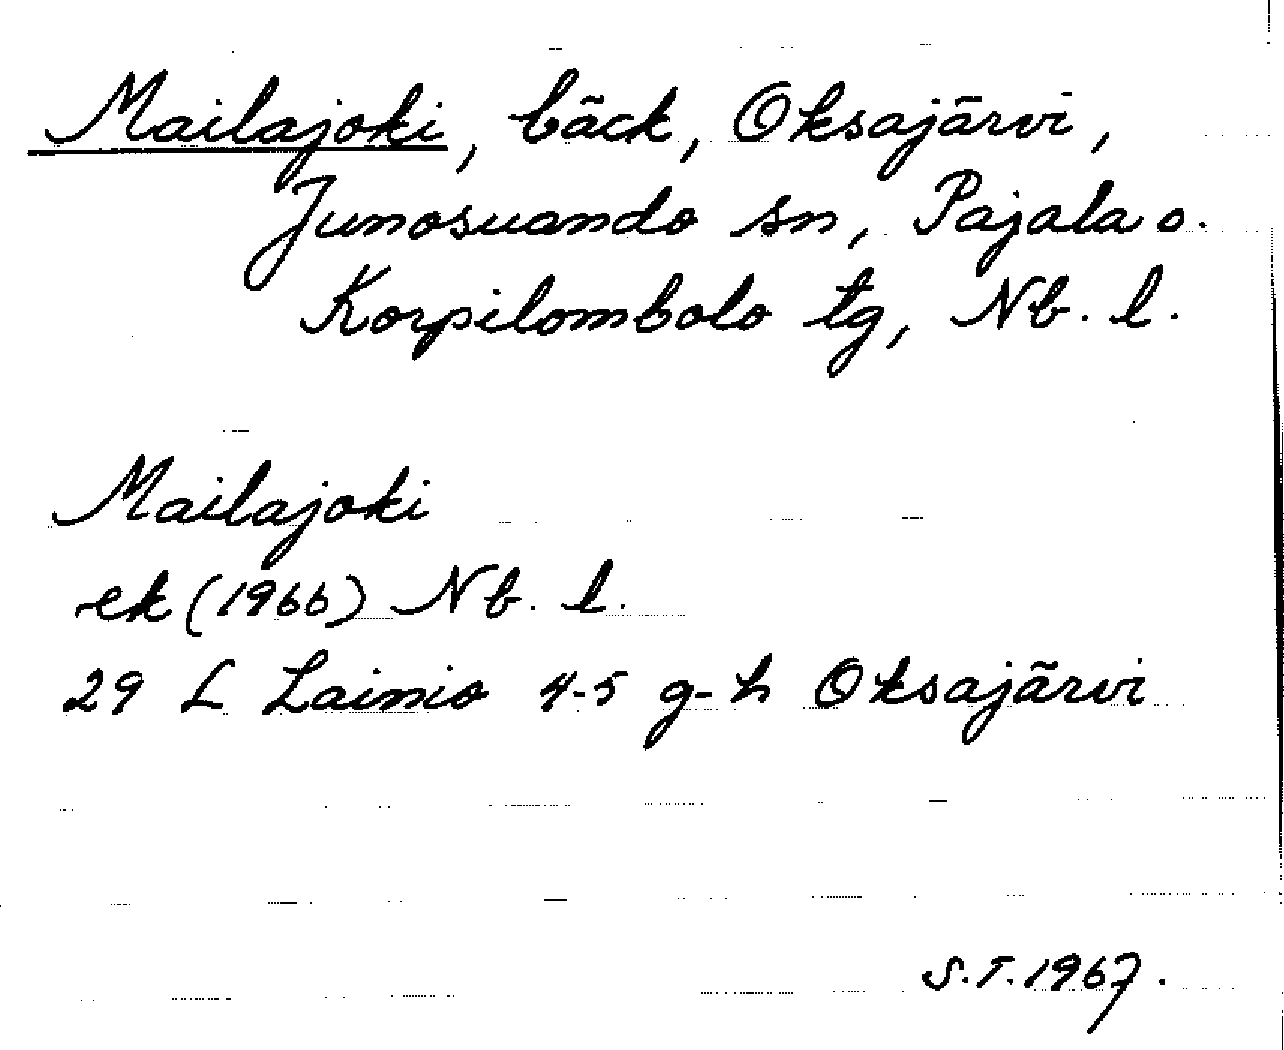 Mailajoki, bäck, Oksajärvi,
Junosuando sn, Pajala o.
Korpilombolo tg, Nb. l.
Mailajoki
ek (1966) Nb. l.
29 L Lainio 4-5 g-h Oksajärvi
S.T. 1967.